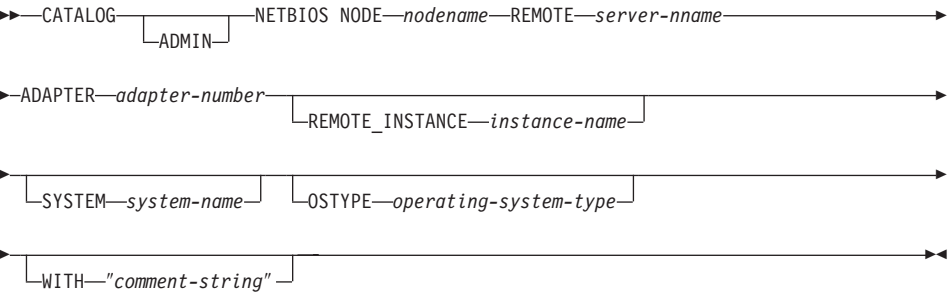 CATALOG NETBIOS NODE nodename REMOTE server-nname
ADMIN
ADAPTER adapter-number
REMOTE_INSTANCE instance-name
SYSTEM system-name OSTYPE operating-system-type
WITH "comment-string"